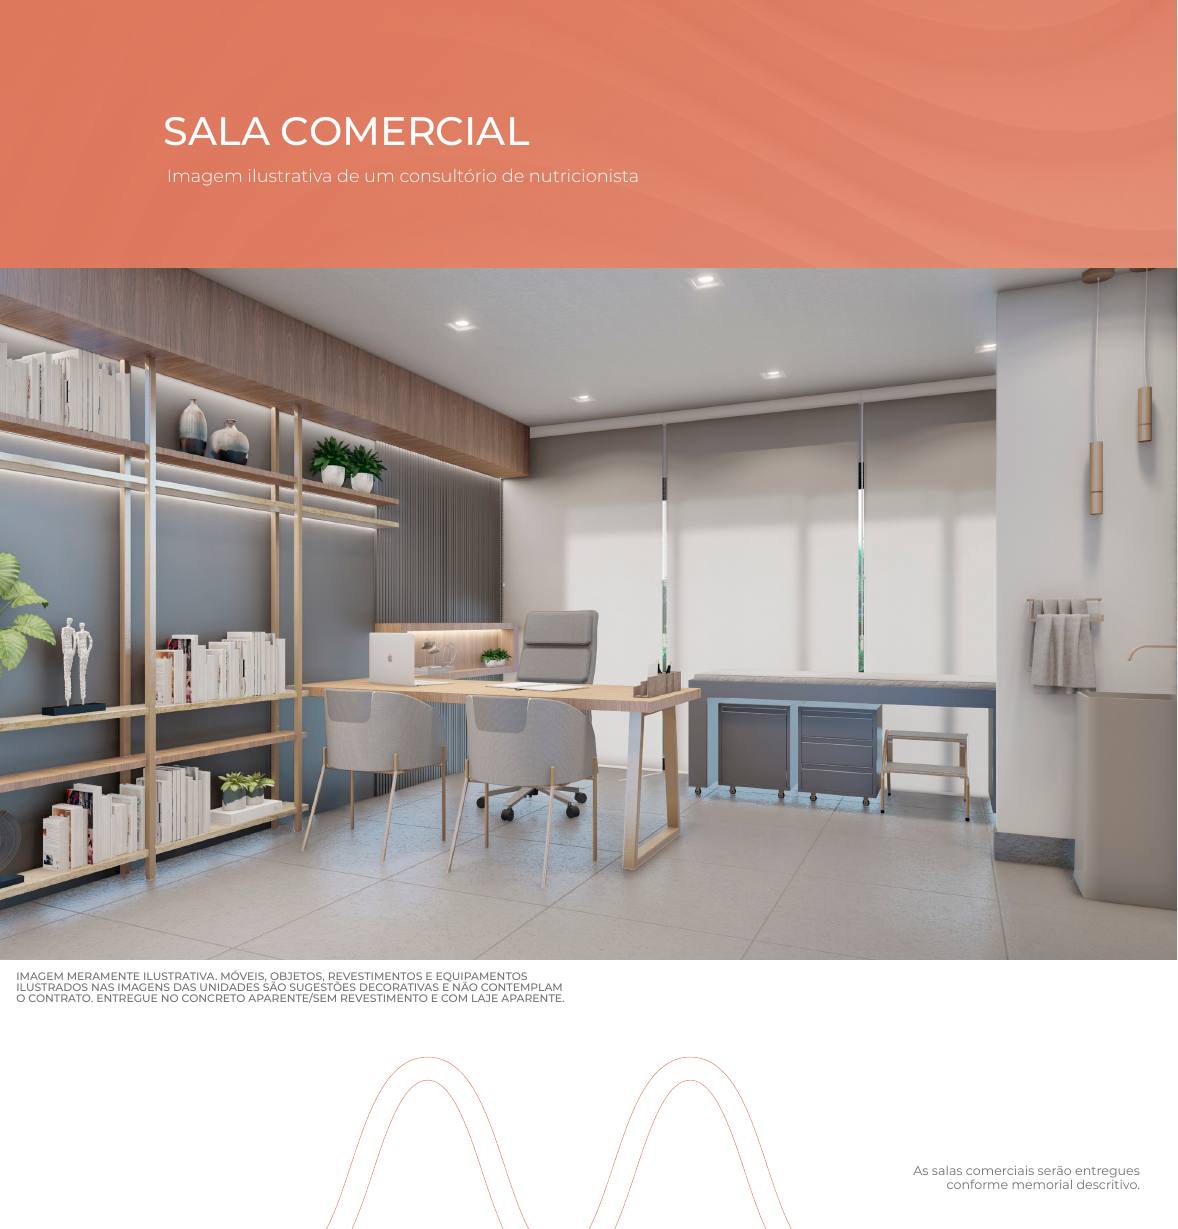 SALA COMERCIAL
Imagem ilustrativa de um consultório de nutricionista
IMAGEM MERAMENTE ILUSTRATIVA. MÓVEIS, OBJETOS, REVESTIMENTOS E EQUIPAMENTOS
ILUSTRADOS NAS IMAGENS DAS UNIDADES SÃO SUGESTÕES DECORATIVAS E NÃO CONTEMPLAM
O CONTRATO. ENTREGUE NO CONCRETO APARENTE/SEM REVESTIMENTO E COM LAJE APARENTE.
As salas comerciais serão entregues
conforme memorial descritivo.